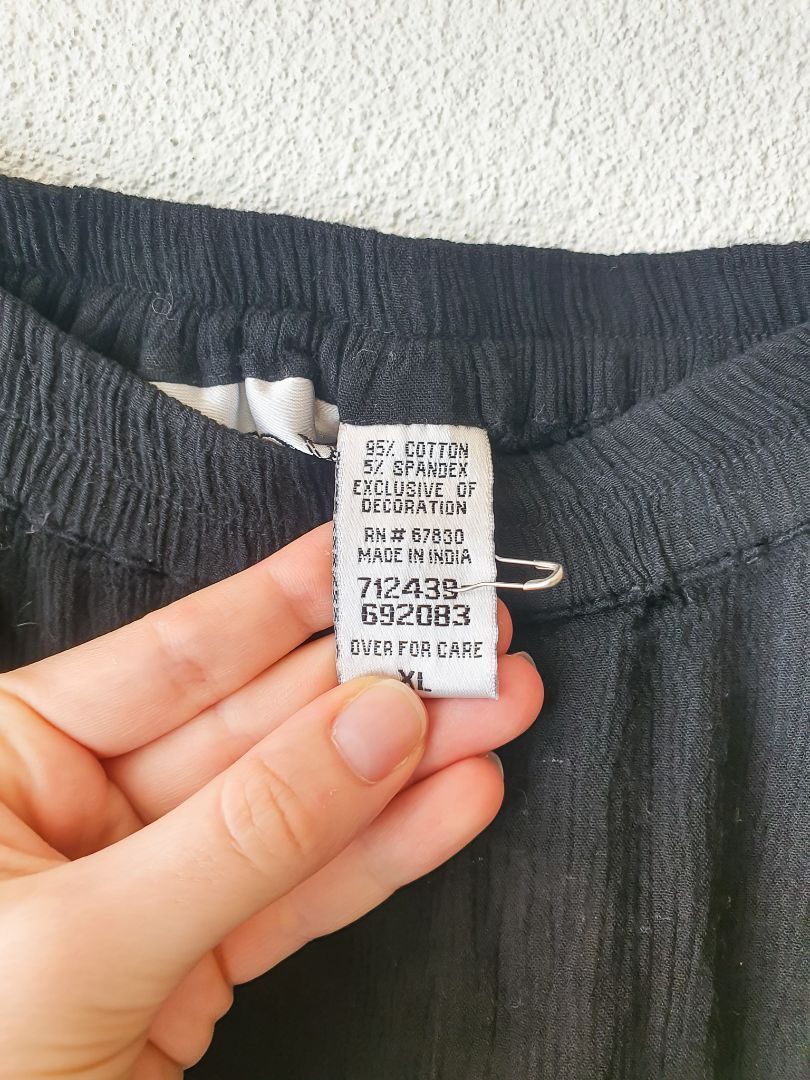 95% COTTON
5% SPANDEX
EXCLUSIVE OF
DECORATION
RN # 67830
MADE IN INDIA
712439
692083
OVER FOR CARE
XL